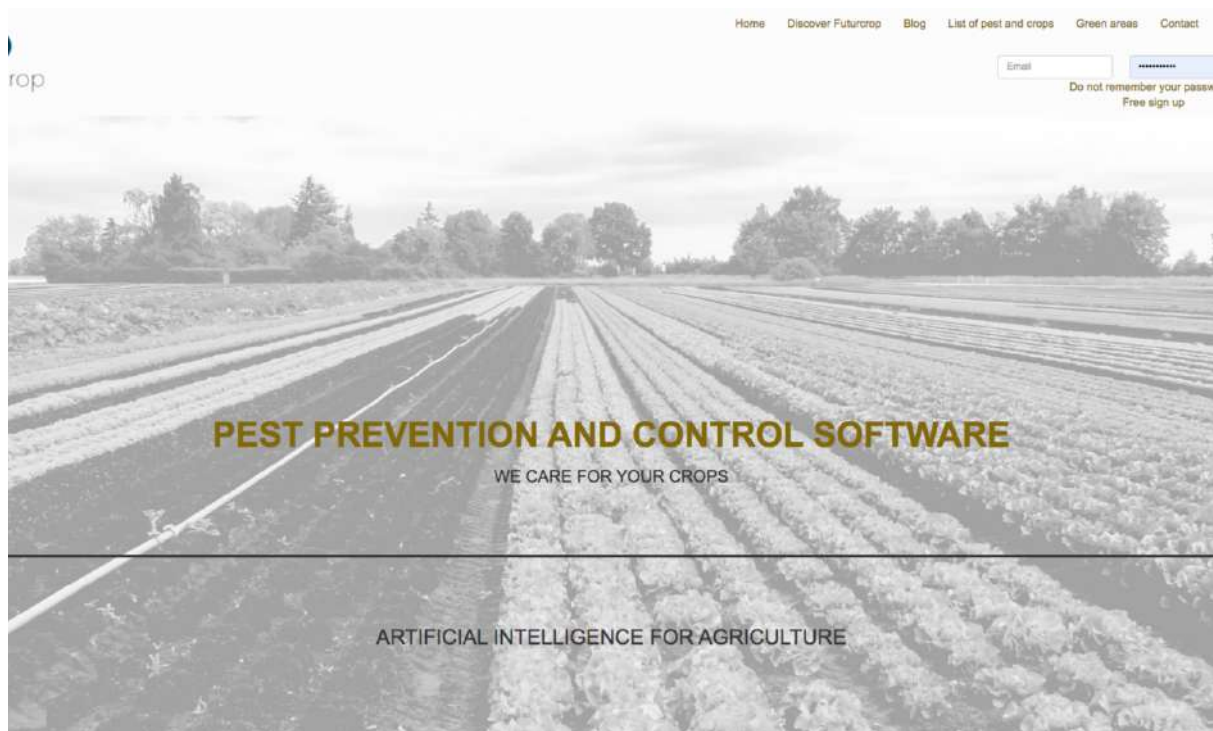 Home Discover Futurcrop Blog List of pest and crops Green areas Contact
rop
Email
Do not remember your passw
Free sign up
PEST PREVENTION AND CONTROL SOFTWARE
WE CARE FOR YOUR CROPS
ARTIFICIAL INTELLIGENCE FOR AGRICULTURE